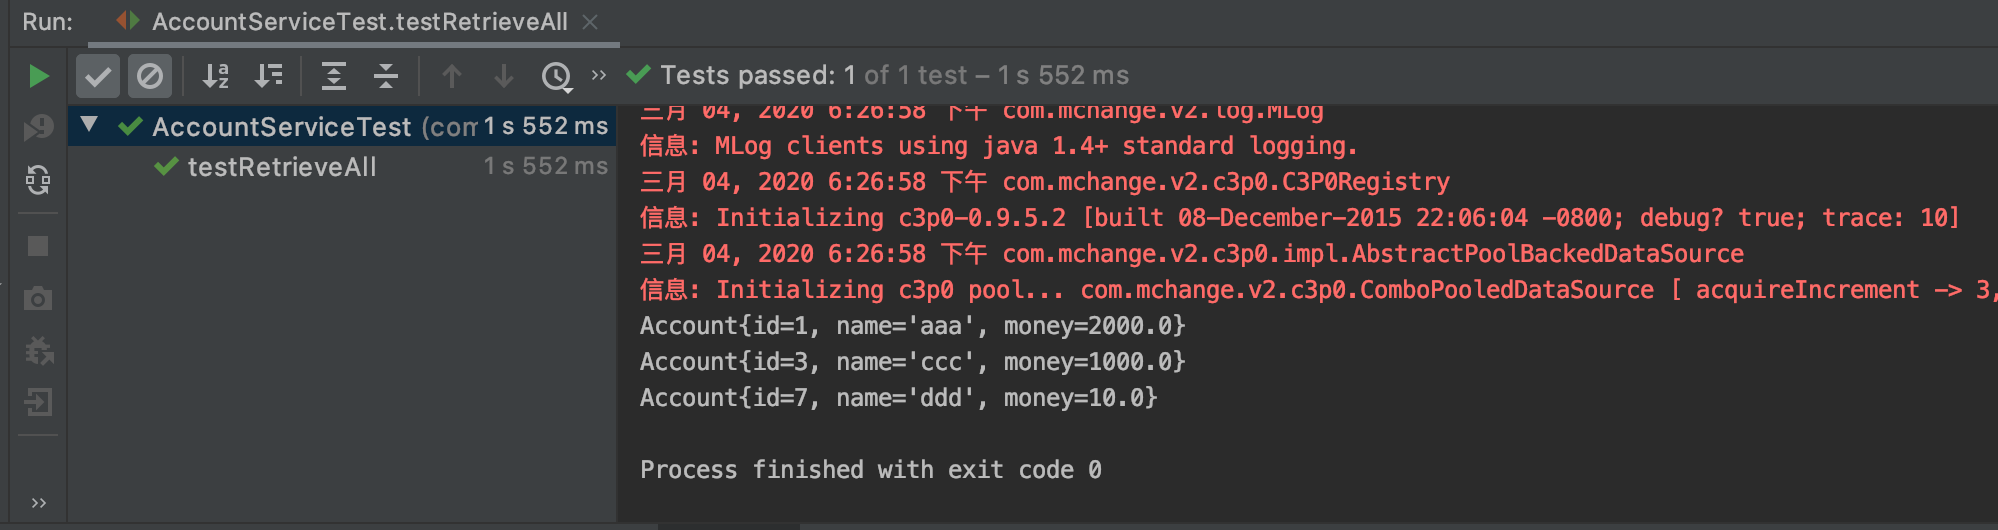 Run: AccountServiceTest.testRetrieveAll
Tests passed: 1 of 1 test – 1 s 552 ms
AccountServiceTest (com 1 s 552 ms
testRetrieveAll 1 s 552 ms
三月 04, 2020 6:26:58 下午 com.mchange.v2.log.MLog
信息: MLog clients using java 1.4+ standard logging.
三月 04, 2020 6:26:58 下午 com.mchange.v2.c3p0.C3P0Registry
信息: Initializing c3p0-0.9.5.2 [built 08-December-2015 22:06:04 -0800; debug? true; trace: 10]
三月 04, 2020 6:26:58 下午 com.mchange.v2.c3p0.impl.AbstractPoolBackedDataSource
信息: Initializing c3p0 pool... com.mchange.v2.c3p0.ComboPooledDataSource [ acquireIncrement -> 3,
Account{id=1, name='aaa', money=2000.0}
Account{id=3, name='ccc', money=1000.0}
Account{id=7, name='ddd', money=10.0}
Process finished with exit code 0